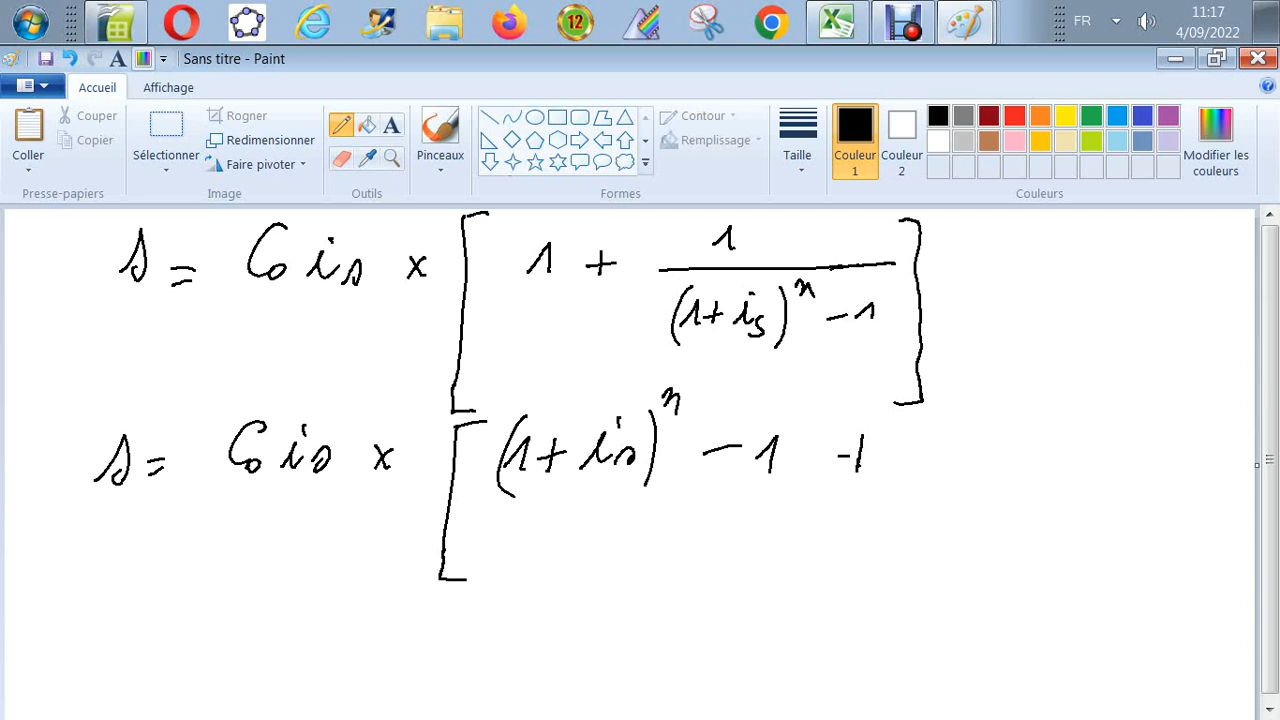 FR
11:17
4/09/2022
12
Sans titre - Paint
Accueil
Affichage
Coller
Couper
Copier
Presse-papiers
Sélectionner
Rogner
Redimensionner
Faire pivoter
Image
Outils
Pinceaux
Contour
Remplissage
Formes
Taille
Couleur 1
Couleur 2
Modifier les couleurs
Couleurs
s = C₀ is × [ 1 + 1 / ((1+is)ⁿ - 1) ]
s = C₀ is × [ (1+is)ⁿ - 1